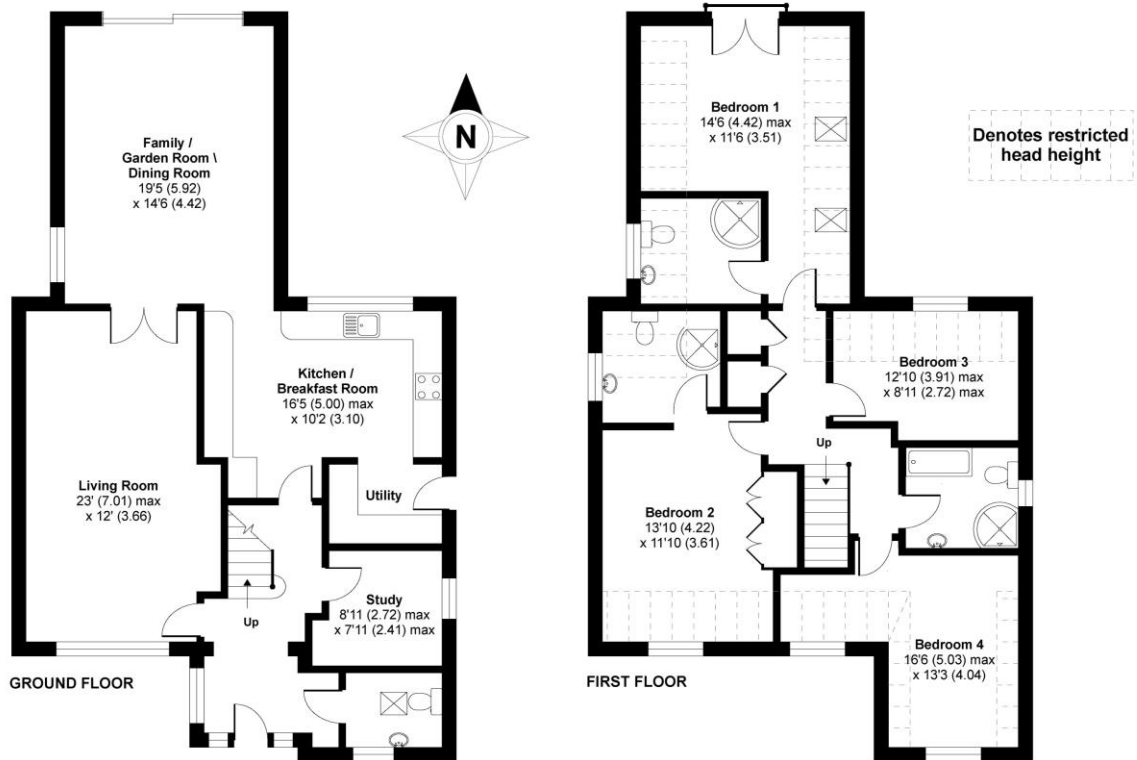 Family /
Garden Room \
Dining Room
19'5 (5.92)
x 14'6 (4.42)
N
Kitchen /
Breakfast Room
16'5 (5.00) max
x 10'2 (3.10)
Living Room
23' (7.01) max
x 12' (3.66)
Utility
Study
8'11 (2.72) max
x 7'11 (2.41) max
Up
GROUND FLOOR
Bedroom 1
14'6 (4.42) max
x 11'6 (3.51)
Denotes restricted
head height
Bedroom 3
12'10 (3.91) max
x 8'11 (2.72) max
Up
Bedroom 2
13'10 (4.22)
x 11'10 (3.61)
Bedroom 4
16'6 (5.03) max
x 13'3 (4.04)
FIRST FLOOR